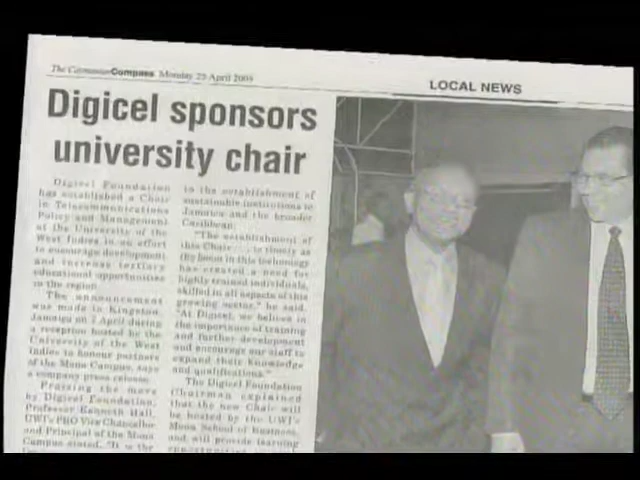 The Caymanian Compass Monday 25 April 2005
LOCAL NEWS
Digicel sponsors
university chair
Digicel Foundation
has established a Chair
in Telecommunications
Policy and Management
of the University of the
West Indies in an effort
to encourage development
and increase tertiary
educational opportunities
in the region.
The announcement
was made in Kingston,
Jamaica on 7 April during
a reception hosted by the
University of the West
Indies to honour partners
of the Mona Campus, says
a company press release.
Praising the move
by Digicel Foundation,
Professor Kenneth Hall,
UWI's PRO Vice Chancellor
and Principal of the Mona
Campus stated, "It is the
in the establishment of
sustainable institutions to
Jamaica and the broader
Caribbean.
"The establishment of
this Chair . . . is timely as
the boom in this technology
has created a need for
highly trained individuals,
skilled in all aspects of this
growing sector," he said.
"At Digicel, we believe in
the importance of training
and further development
and encourage our staff to
expand their knowledge
and qualifications."
The Digicel Foundation
Chairman explained
that the new Chair will
be hosted by the UWI's
Mona School of Business,
and will provide learning